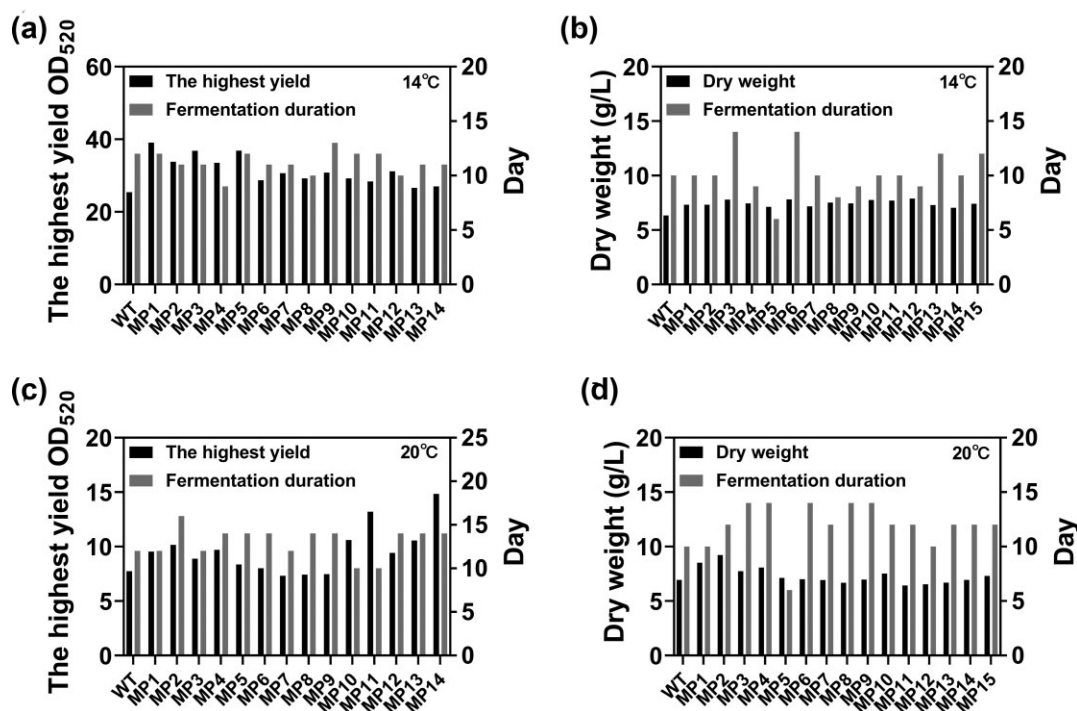 (a)
The highest yield OD520
60
40
20
0
The highest yield
Fermentation duration
14℃
20
15
10
5
0
Day
WT MP1 MP2 MP3 MP4 MP5 MP6 MP7 MP8 MP9 MP10 MP11 MP12 MP13 MP14
(b)
Dry weight (g/L)
20
15
10
5
0
Dry weight
Fermentation duration
14℃
20
15
10
5
0
Day
WT MP1 MP2 MP3 MP4 MP5 MP6 MP7 MP8 MP9 MP10 MP11 MP12 MP13 MP14 MP15
(c)
The highest yield OD520
20
15
10
5
0
The highest yield
Fermentation duration
20℃
25
20
15
10
5
0
Day
WT MP1 MP2 MP3 MP4 MP5 MP6 MP7 MP8 MP9 MP10 MP11 MP12 MP13 MP14
(d)
Dry weight (g/L)
20
15
10
5
0
Dry weight
Fermentation duration
20℃
20
15
10
5
0
Day
WT MP1 MP2 MP3 MP4 MP5 MP6 MP7 MP8 MP9 MP10 MP11 MP12 MP13 MP14 MP15